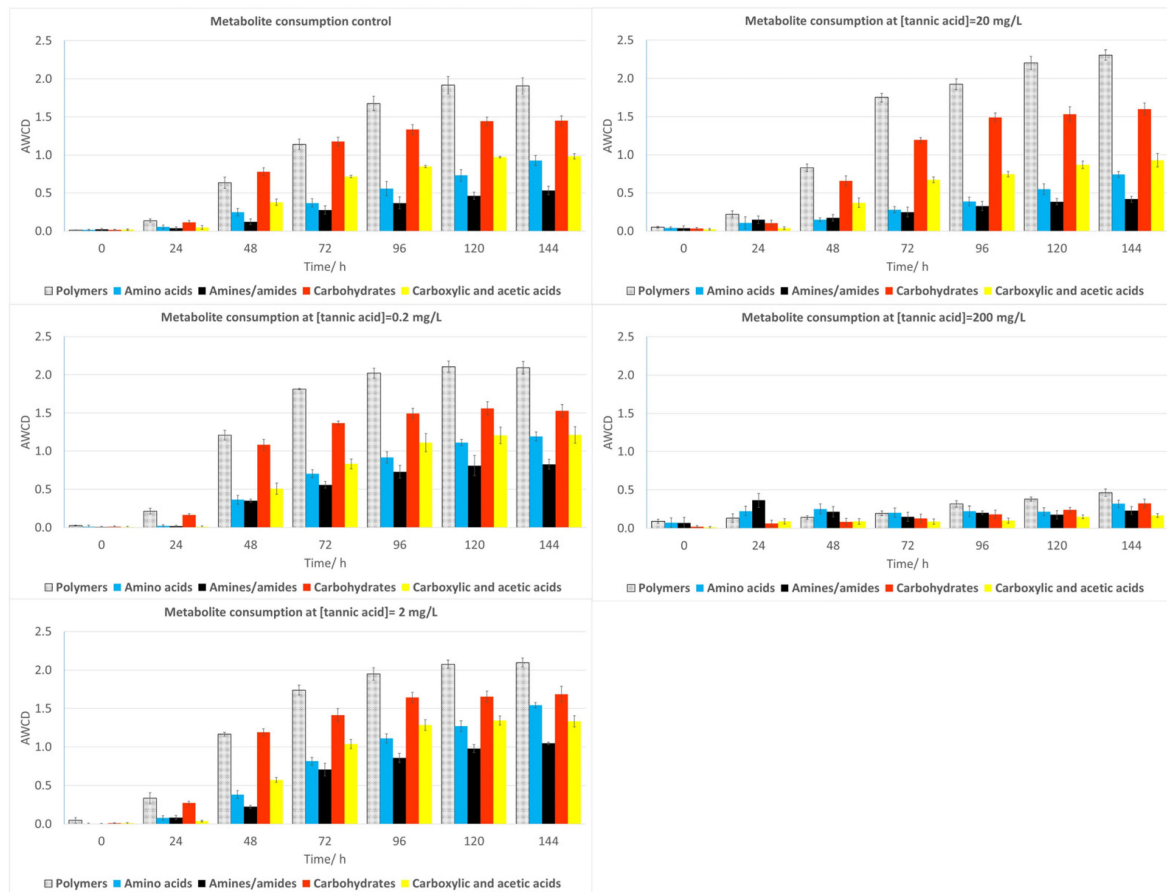 Metabolite consumption control
2.5
2.0
1.5
1.0
0.5
0.0
AWCD
0 24 48 72 96 120 144
Time/ h
Polymers Amino acids Amines/amides Carbohydrates Carboxylic and acetic acids
Metabolite consumption at [tannic acid]=20 mg/L
2.5
2.0
1.5
1.0
0.5
0.0
AWCD
0 24 48 72 96 120 144
Time/ h
Polymers Amino acids Amines/amides Carbohydrates Carboxylic and acetic acids
Metabolite consumption at [tannic acid]=0.2 mg/L
2.5
2.0
1.5
1.0
0.5
0.0
AWCD
0 24 48 72 96 120 144
Time/ h
Polymers Amino acids Amines/amides Carbohydrates Carboxylic and acetic acids
Metabolite consumption at [tannic acid]=200 mg/L
2.5
2.0
1.5
1.0
0.5
0.0
AWCD
0 24 48 72 96 120 144
Time/ h
Polymers Amino acids Amines/amides Carbohydrates Carboxylic and acetic acids
Metabolite consumption at [tannic acid]= 2 mg/L
2.5
2.0
1.5
1.0
0.5
0.0
AWCD
0 24 48 72 96 120 144
Time/ h
Polymers Amino acids Amines/amides Carbohydrates Carboxylic and acetic acids